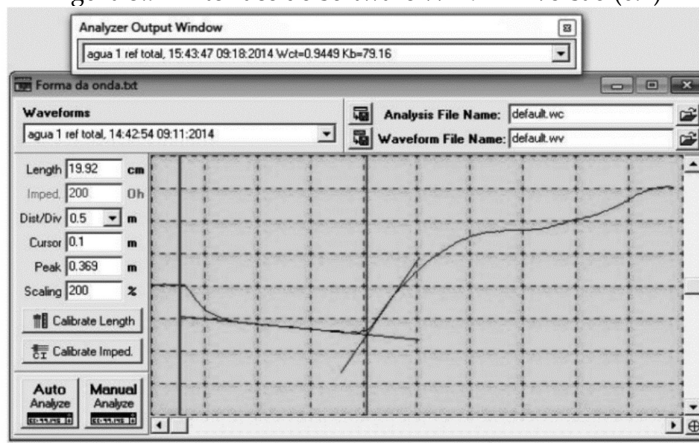 Analyzer Output Window
agua 1 ref total, 15:43:47 09:18:2014 Wct=0.9449 Kb=79.16
Forma da onda.txt
Waveforms
agua 1 ref total, 14:42:54 09:11:2014
Analysis File Name: default.wc
Waveform File Name: default.wv
Length 19.92 cm
Imped. 200 Oh
Dist/Div 0.5 m
Cursor 0.1 m
Peak 0.369 m
Scaling 200 %
Calibrate Length
Calibrate Imped.
Auto Analyze
Manual Analyze